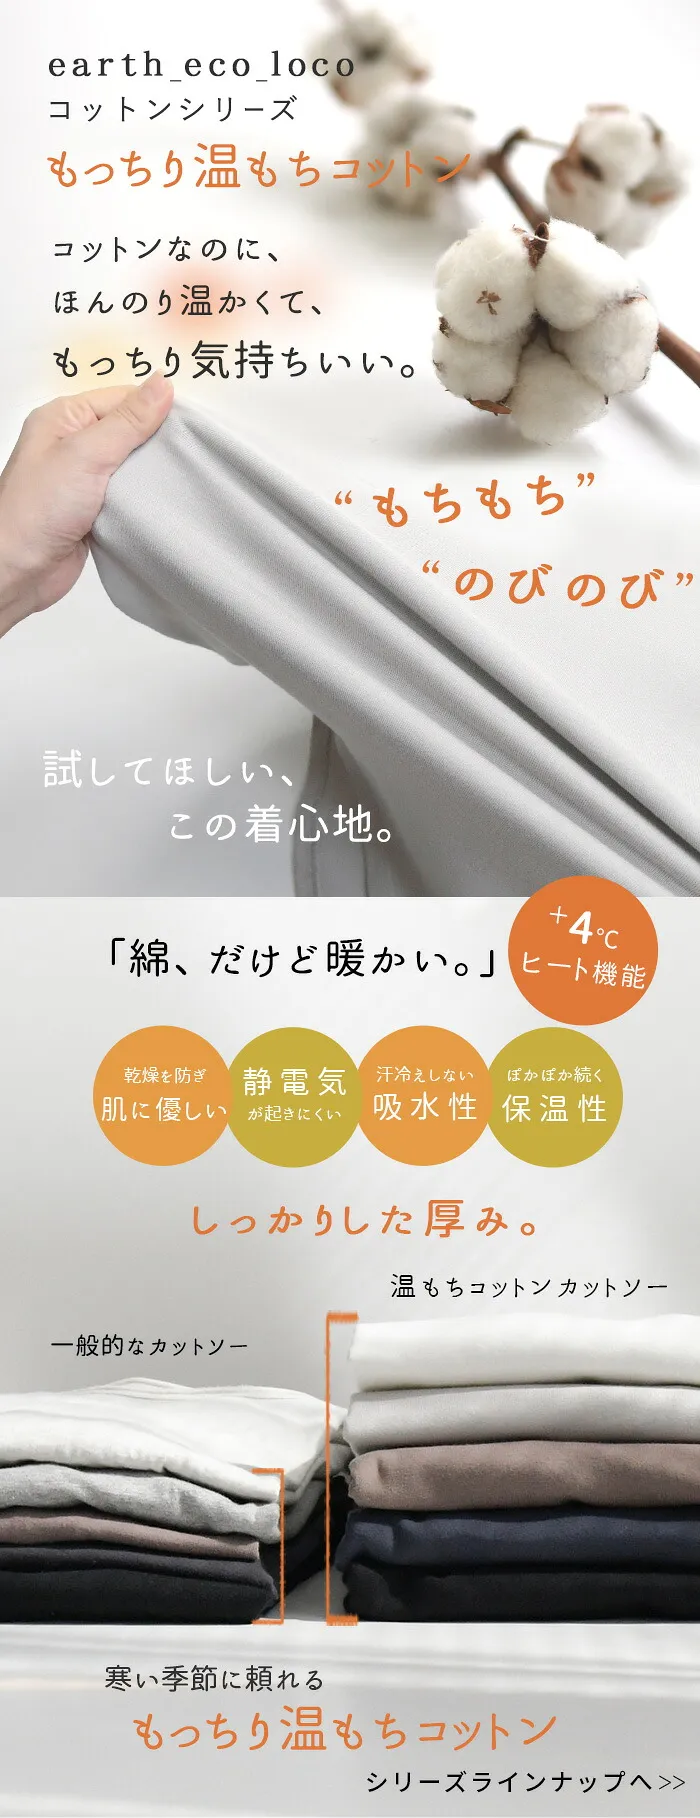 earth_eco_loco
コットンシリーズ
もっちり温もちコットン
コットンなのに、
ほんのり温かくて、
もっちり気持ちいい。
“もちもち”
“のびのび”
試してほしい、
この着心地。
「綿、だけど暖かい。」
+4℃
ヒート機能
乾燥を防ぎ
肌に優しい
静電気
が起きにくい
汗冷えしない
吸水性
ぽかぽか続く
保温性
しっかりした厚み。
温もちコットンカットソー
一般的なカットソー
寒い季節に頼れる
もっちり温もちコットン
シリーズラインナップへ>>